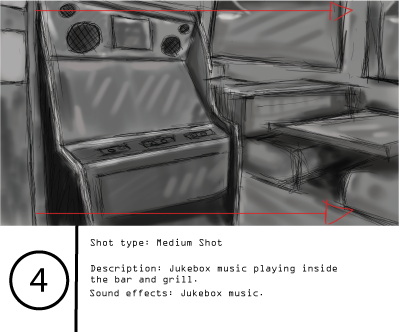 Shot type: Medium Shot
Description: Jukebox music playing inside
the bar and grill.
Sound effects: Jukebox music.
4